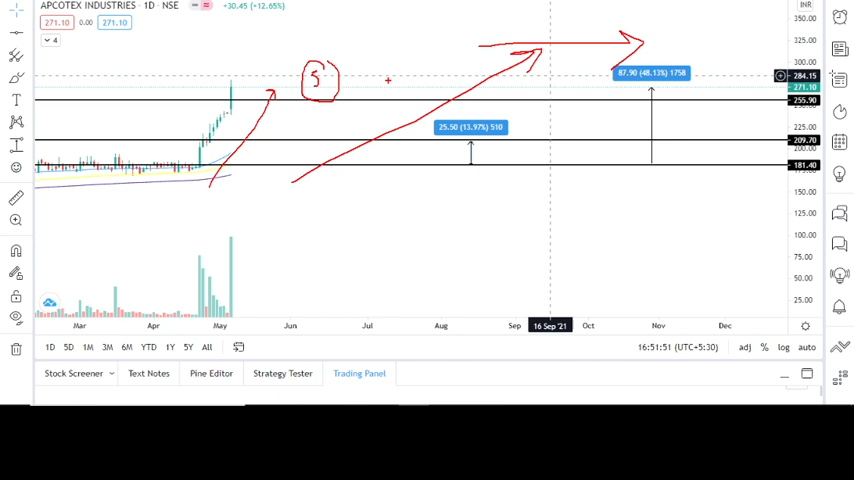 APCOTEX INDUSTRIES · 1D · NSE
+30.45 (+12.65%)
INR
271.10 0.00 271.10
4
350.00
325.00
300.00
284.15
271.10
255.90
225.00
209.70
200.00
181.40
150.00
125.00
100.00
75.00
50.00
25.00
5
87.90 (48.13%) 1758
25.50 (13.97%) 510
Mar Apr May Jun Jul Aug Sep 16 Sep '21 Oct Nov Dec
1D 5D 1M 3M 6M YTD 1Y 5Y All
16:51:51 (UTC+5:30) adj % log auto
Stock Screener Text Notes Pine Editor Strategy Tester Trading Panel